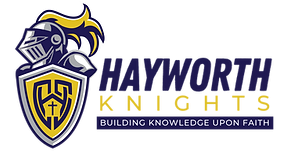 HAYWORTH
KNIGHTS
BUILDING KNOWLEDGE UPON FAITH